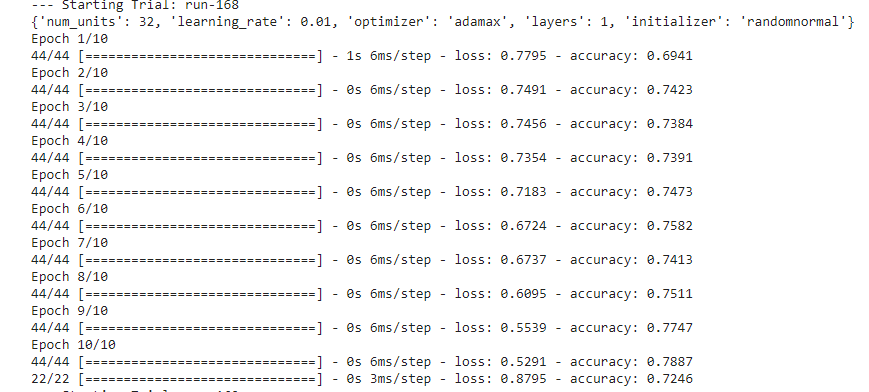 --- Starting Trial: run-168
{'num_units': 32, 'learning_rate': 0.01, 'optimizer': 'adamax', 'layers': 1, 'initializer': 'randomnormal'}
Epoch 1/10
44/44 [==============================] - 1s 6ms/step - loss: 0.7795 - accuracy: 0.6941
Epoch 2/10
44/44 [==============================] - 0s 6ms/step - loss: 0.7491 - accuracy: 0.7423
Epoch 3/10
44/44 [==============================] - 0s 6ms/step - loss: 0.7456 - accuracy: 0.7384
Epoch 4/10
44/44 [==============================] - 0s 6ms/step - loss: 0.7354 - accuracy: 0.7391
Epoch 5/10
44/44 [==============================] - 0s 6ms/step - loss: 0.7183 - accuracy: 0.7473
Epoch 6/10
44/44 [==============================] - 0s 6ms/step - loss: 0.6724 - accuracy: 0.7582
Epoch 7/10
44/44 [==============================] - 0s 6ms/step - loss: 0.6737 - accuracy: 0.7413
Epoch 8/10
44/44 [==============================] - 0s 6ms/step - loss: 0.6095 - accuracy: 0.7511
Epoch 9/10
44/44 [==============================] - 0s 6ms/step - loss: 0.5539 - accuracy: 0.7747
Epoch 10/10
44/44 [==============================] - 0s 6ms/step - loss: 0.5291 - accuracy: 0.7887
22/22 [==============================] - 0s 3ms/step - loss: 0.8795 - accuracy: 0.7246